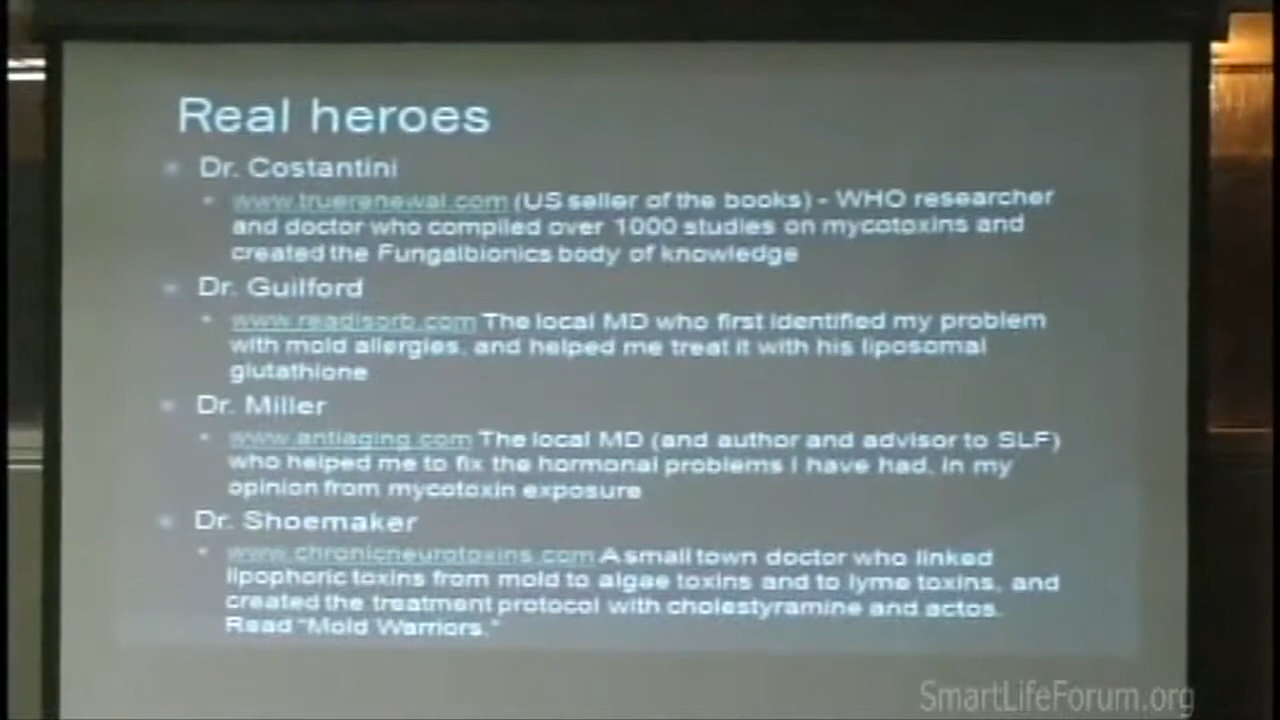 Real heroes
Dr. Costantini
www.truerenewal.com (US seller of the books) - WHO researcher
and doctor who compiled over 1000 studies on mycotoxins and
created the Fungalbionics body of knowledge
Dr. Guilford
www.readisorb.com The local MD who first identified my problem
with mold allergies, and helped me treat it with his liposomal
glutathione
Dr. Miller
www.antiaging.com The local MD (and author and advisor to SLF)
who helped me to fix the hormonal problems I have had, in my
opinion from mycotoxin exposure
Dr. Shoemaker
www.chronicneurotoxins.com A small town doctor who linked
lipophoric toxins from mold to algae toxins and to lyme toxins, and
created the treatment protocol with cholestyramine and actos.
Read "Mold Warriors."
SmartLifeForum.org